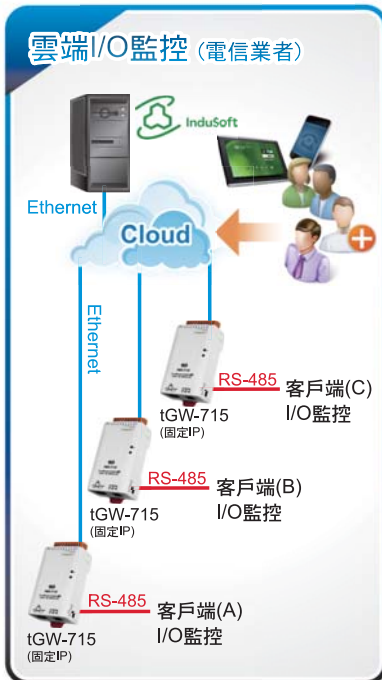 雲端I/O監控 (電信業者)
InduSoft
Ethernet
Cloud
Ethernet
RS-485
客戶端(C)
I/O監控
tGW-715
(固定IP)
RS-485
客戶端(B)
I/O監控
tGW-715
(固定IP)
RS-485
客戶端(A)
I/O監控
tGW-715
(固定IP)